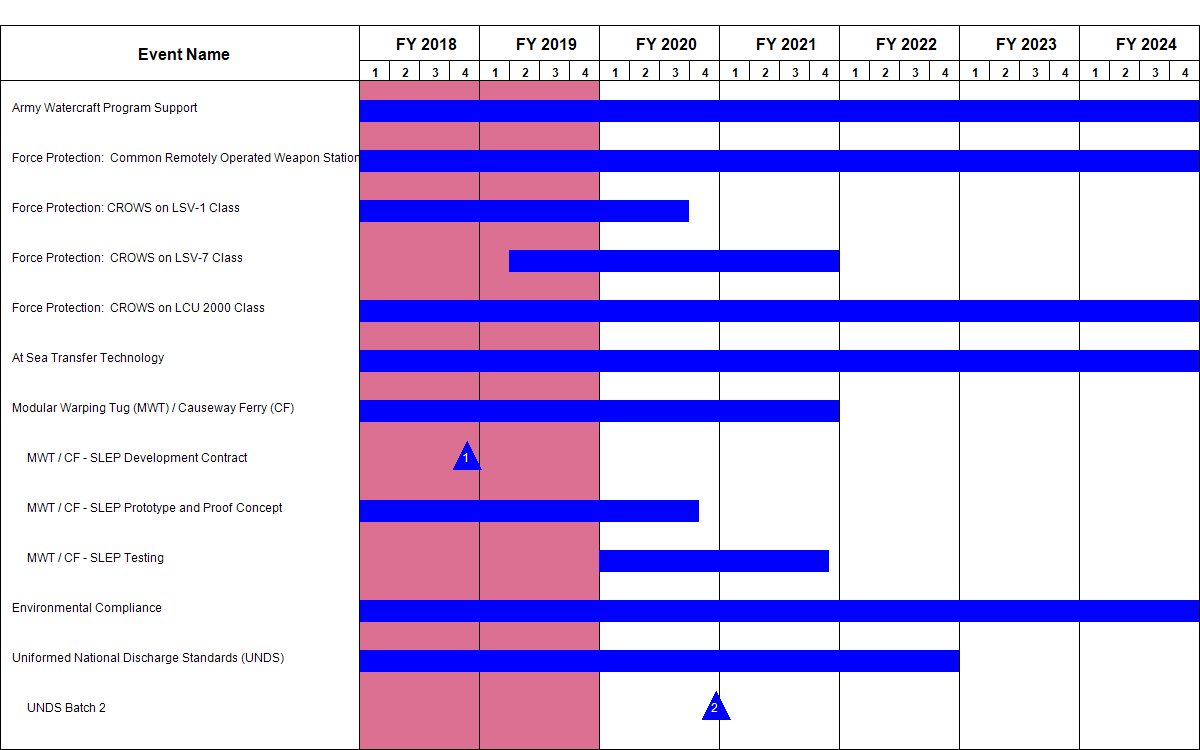 Event Name
FY 2018 FY 2019 FY 2020 FY 2021 FY 2022 FY 2023 FY 2024
1 2 3 4 1 2 3 4 1 2 3 4 1 2 3 4 1 2 3 4 1 2 3 4 1 2 3 4
Army Watercraft Program Support
Force Protection:  Common Remotely Operated Weapon Station
Force Protection: CROWS on LSV-1 Class
Force Protection:  CROWS on LSV-7 Class
Force Protection:  CROWS on LCU 2000 Class
At Sea Transfer Technology
Modular Warping Tug (MWT) / Causeway Ferry (CF)
MWT / CF - SLEP Development Contract 1
MWT / CF - SLEP Prototype and Proof Concept
MWT / CF - SLEP Testing
Environmental Compliance
Uniformed National Discharge Standards (UNDS)
UNDS Batch 2 2